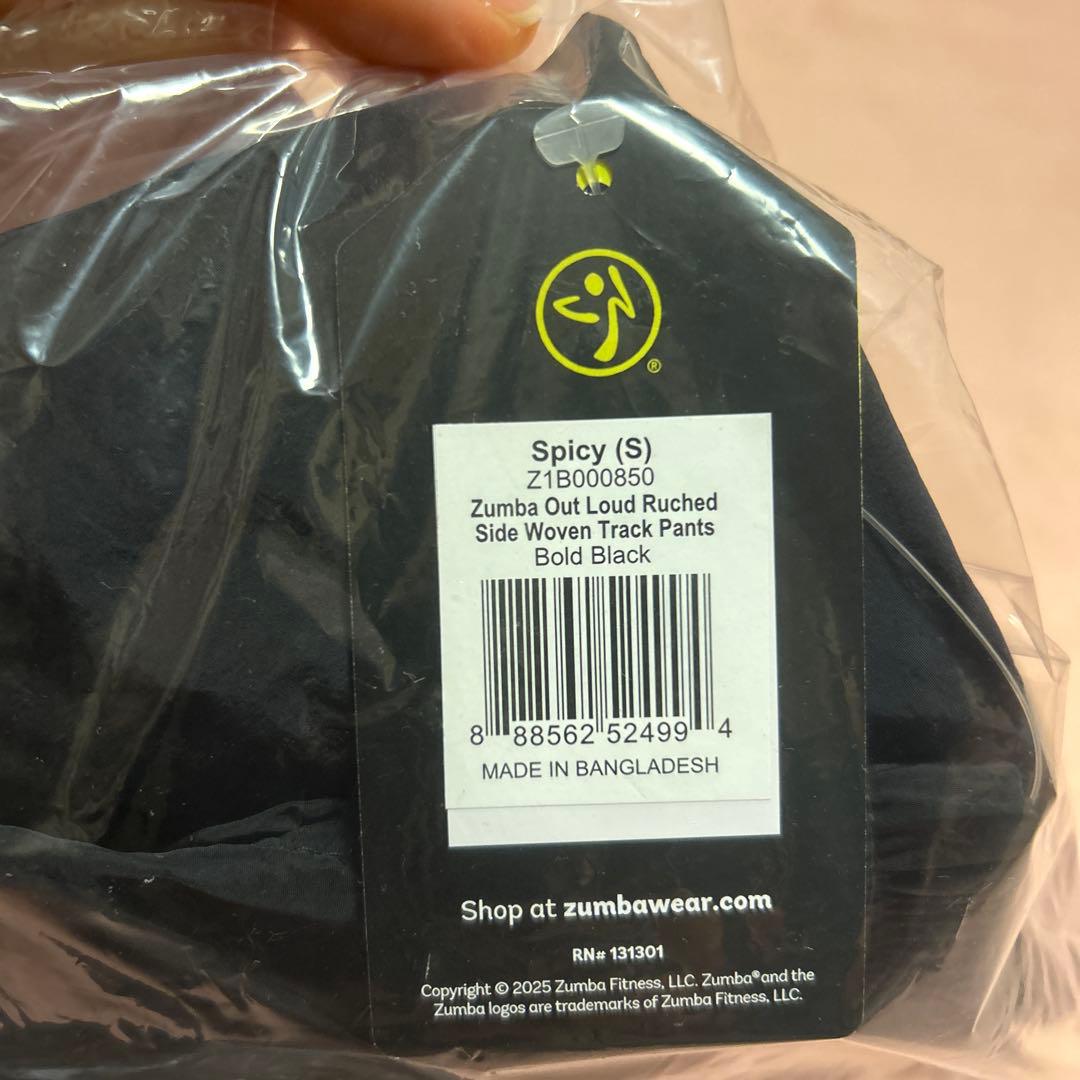 ®
Spicy (S)
Z1B000850
Zumba Out Loud Ruched
Side Woven Track Pants
Bold Black
8 88562 52499 4
MADE IN BANGLADESH
Shop at zumbawear.com
RN# 131301
Copyright © 2025 Zumba Fitness, LLC. Zumba® and the
Zumba logos are trademarks of Zumba Fitness, LLC.